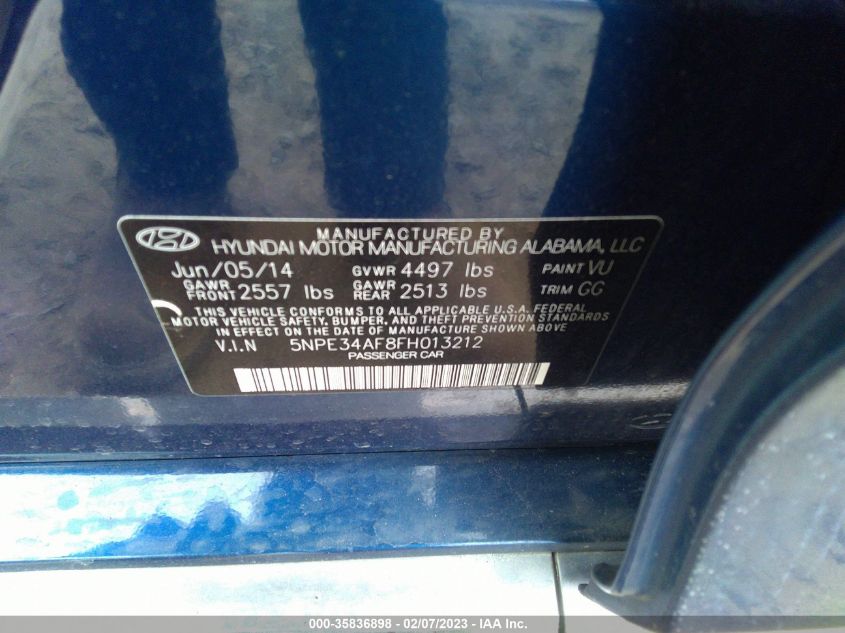 MANUFACTURED BY
HYUNDAI MOTOR MANUFACTURING ALABAMA, LLC
Jun/05/14 GVWR 4497 lbs PAINT VU
GAWR FRONT 2557 lbs GAWR REAR 2513 lbs TRIM GG
THIS VEHICLE CONFORMS TO ALL APPLICABLE U.S.A. FEDERAL
MOTOR VEHICLE SAFETY, BUMPER, AND THEFT PREVENTION STANDARDS
IN EFFECT ON THE DATE OF MANUFACTURE SHOWN ABOVE.
V.I.N 5NPE34AF8FH013212
PASSENGER CAR
000-35836898 - 02/07/2023 - IAA Inc.